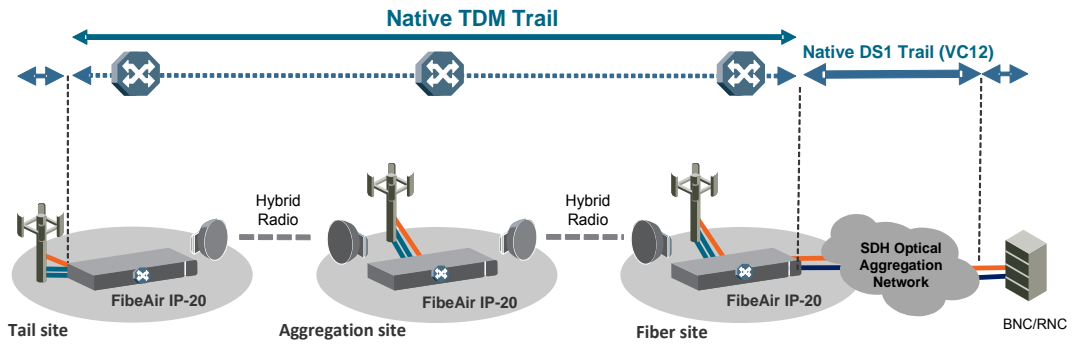 Native TDM Trail
Native DS1 Trail (VC12)
Hybrid
Radio
Hybrid
Radio
SDH Optical
Aggregation
Network
FibeAir IP-20
FibeAir IP-20
FibeAir IP-20
Tail site
Aggregation site
Fiber site
BNC/RNC